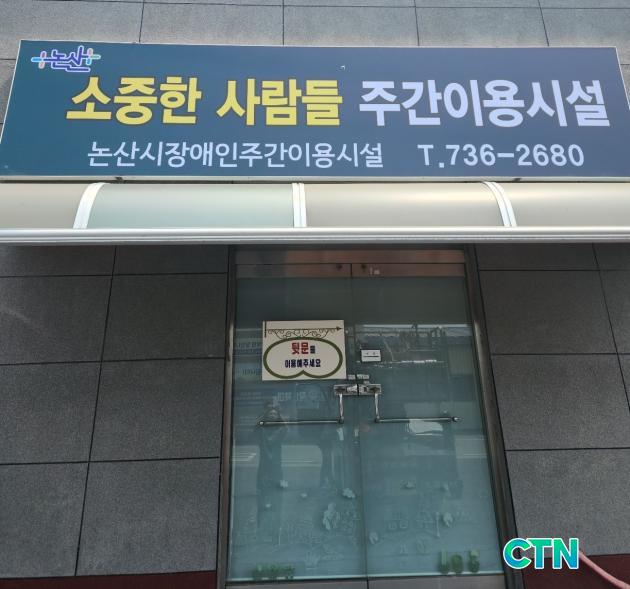 논산
소중한 사람들 주간이용시설
논산시장애인주간이용시설 T.736-2680
뒷문을
이용해주세요
CTN